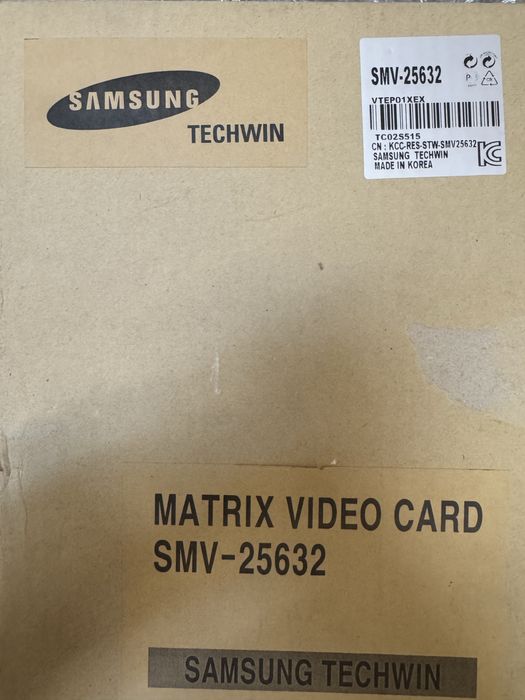 SAMSUNG
TECHWIN
SMV-25632
P
VTEP01XEX
TC02S515
CN : KCC-RES-STW-SMV25632
SAMSUNG TECHWIN
MADE IN KOREA
MATRIX VIDEO CARD
SMV-25632
SAMSUNG TECHWIN